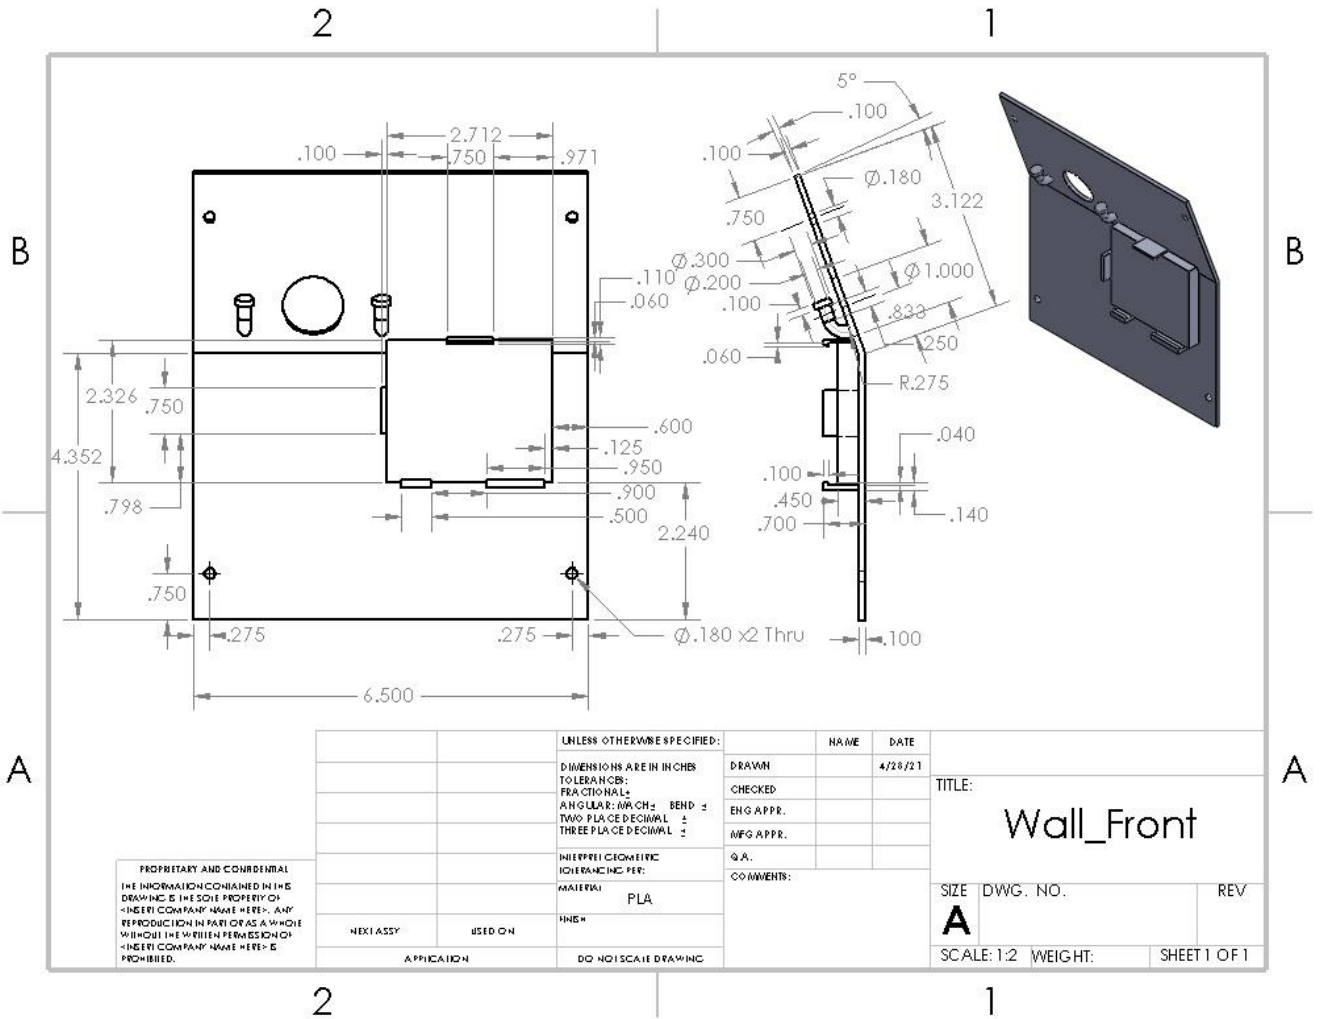 2
1
5°
.100
2.712
.100
.750
.971
.100
Ø.180
3.122
.750
B
B
Ø.300
Ø1.000
.110
Ø.200
.060
.100
.833
.250
.060
R.275
2.326
.750
.600
.040
.125
4.352
.950
.100
.900
.450
.798
.500
.140
.700
2.240
.750
.275
.275
Ø.180 x2 Thru
.100
6.500
A
A
UNLESS OTHERWISE SPECIFIED:
DIMENSIONS ARE IN INCHES
TOLERANCES:
FRACTIONAL±
ANGULAR: MACH± BEND ±
TWO PLACE DECIMAL ±
THREE PLACE DECIMAL ±
INTERPRET GEOMETRIC
TOLERANCING PER:
MATERIAL
PLA
FINISH
DO NOT SCALE DRAWING
NAME
DATE
DRAWN
4/28/21
CHECKED
ENG APPR.
MFG APPR.
Q.A.
COMMENTS:
TITLE:
Wall_Front
SIZE
DWG. NO.
REV
A
SCALE: 1:2
WEIGHT:
SHEET 1 OF 1
PROPRIETARY AND CONFIDENTIAL
THE INFORMATION CONTAINED IN THIS
DRAWING IS THE SOLE PROPERTY OF
<INSERT COMPANY NAME HERE>. ANY
REPRODUCTION IN PART OR AS A WHOLE
WITHOUT THE WRITTEN PERMISSION OF
<INSERT COMPANY NAME HERE> IS
PROHIBITED.
NEXT ASSY
USED ON
APPLICATION
2
1